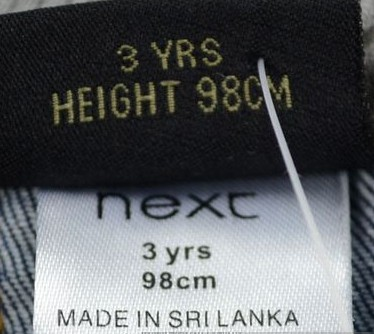 3 YRS
HEIGHT 98CM
next
3 yrs
98cm
MADE IN SRI LANKA